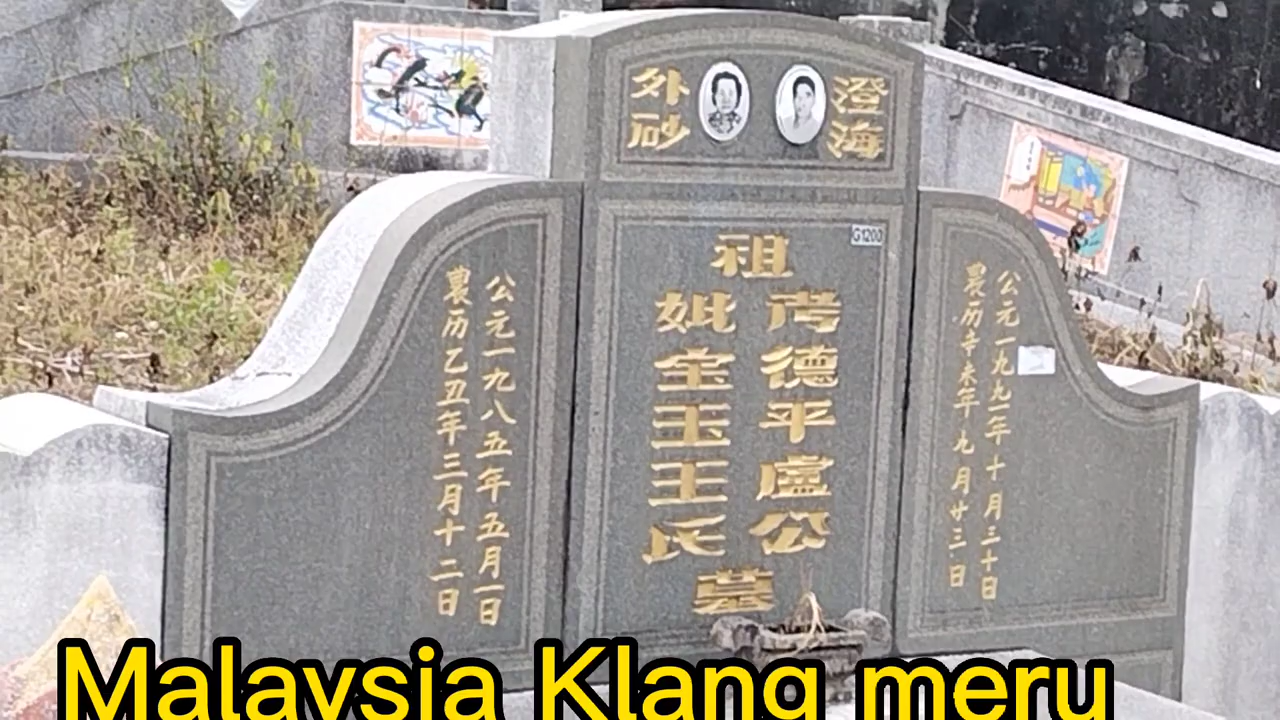 澄海
外砂
G1200
祖
考德平盧公
妣宝玉王氏
墓
公元一九九一年十月三十日
農历辛未年九月廿三日
公元一九八五年五月一日
農历乙丑年三月十二日
Malaysia Klang meru